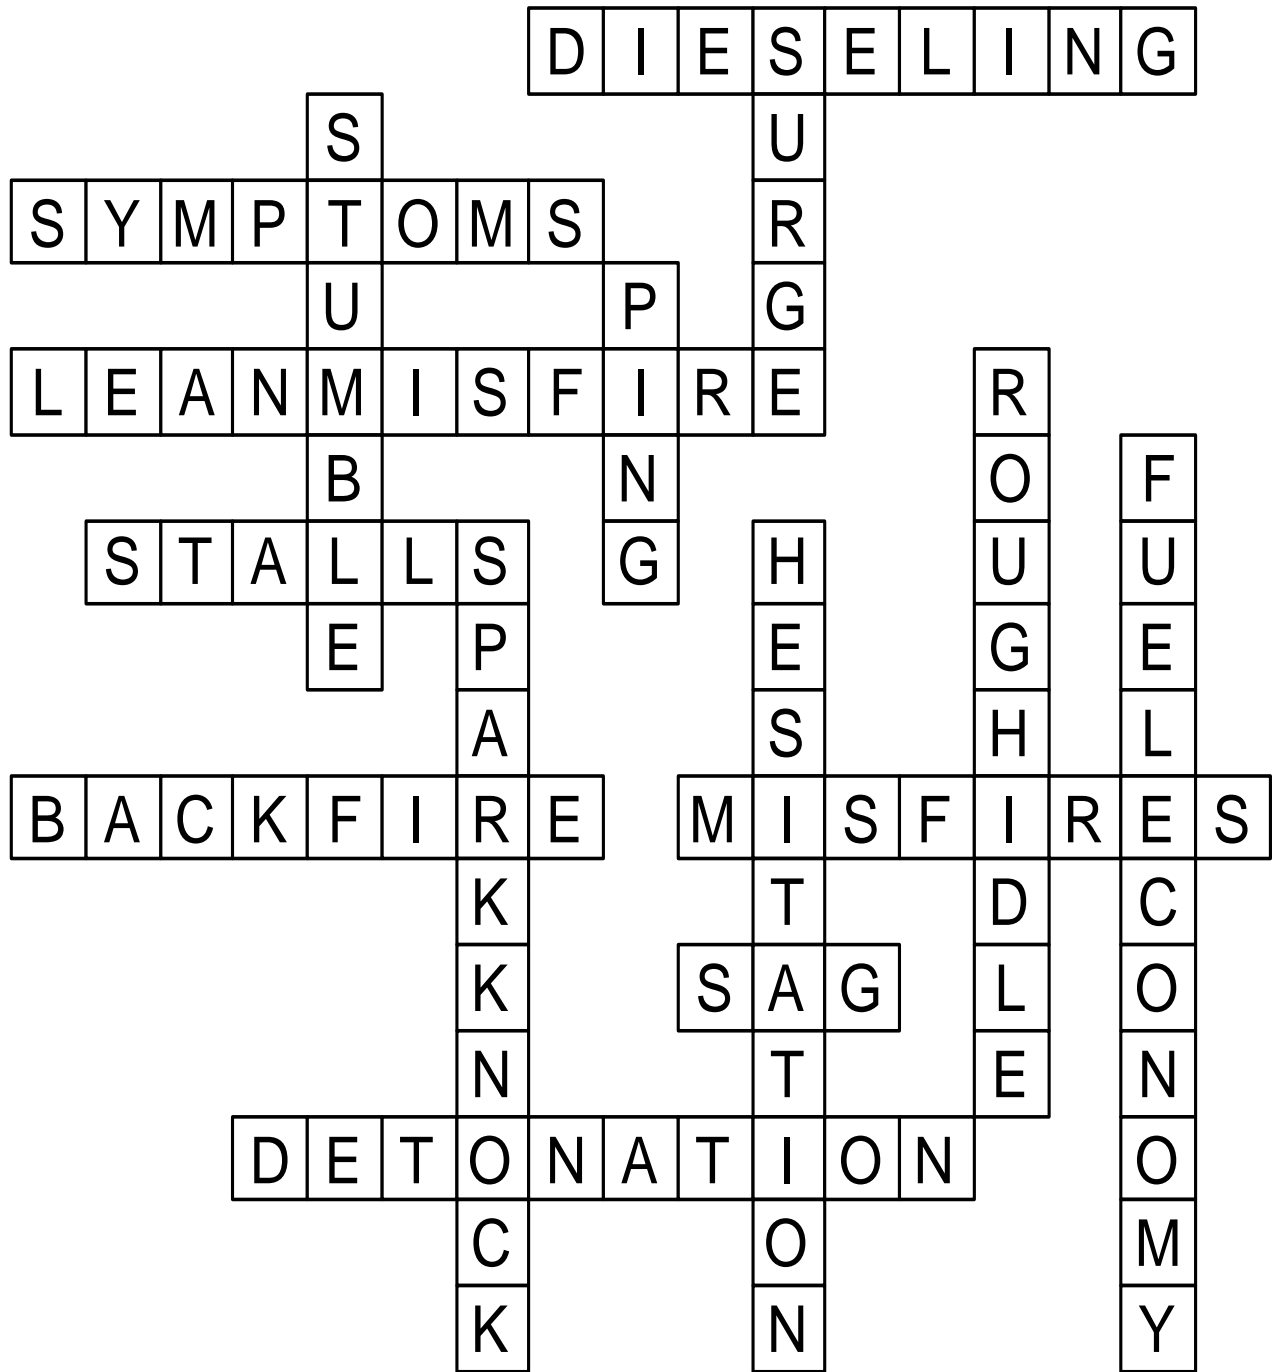 DIESELING
STUMBLE
SURGE
SYMPTOMS
PING
LEANMISFIRE
ROUGHIDLE
FUELECONOMY
STALLS
SPARKKNOCK
HESITATION
BACKFIRE
MISFIRES
SAG
DETONATION